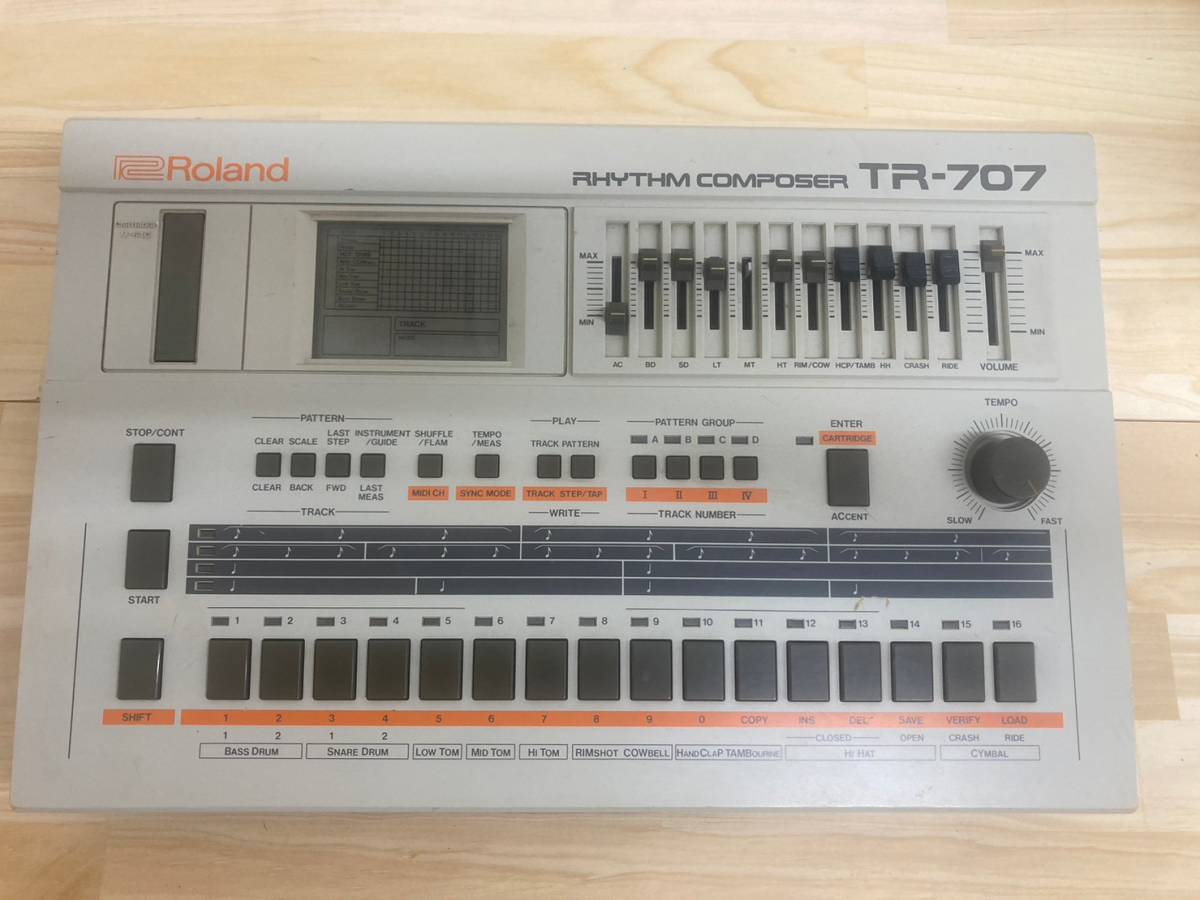 Roland
RHYTHM COMPOSER TR-707
MAX
MIN
MAX
MIN
AC BD SD LT MT HT RIM/COW HCP/TAMB HH CRASH RIDE VOLUME
TRACK
MODE
STOP/CONT
PATTERN
CLEAR SCALE LAST STEP INSTRUMENT /GUIDE SHUFFLE /FLAM TEMPO /MEAS
CLEAR BACK FWD LAST MEAS MIDI CH SYNC MODE
TRACK
PLAY
TRACK PATTERN
TRACK STEP/TAP
WRITE
PATTERN GROUP
A B C D
I II III IV
TRACK NUMBER
ENTER
CARTRIDGE
ACCENT
TEMPO
SLOW FAST
START
1 2 3 4 5 6 7 8 9 10 11 12 13 14 15 16
SHIFT 1 2 3 4 5 6 7 8 9 0 COPY INS DEL SAVE VERIFY LOAD
1 2 1 2 CLOSED OPEN CRASH RIDE
BASS DRUM SNARE DRUM LOW TOM MID TOM HI TOM RIMSHOT COWBELL HANDCLAP TAMBOURINE HI HAT CYMBAL